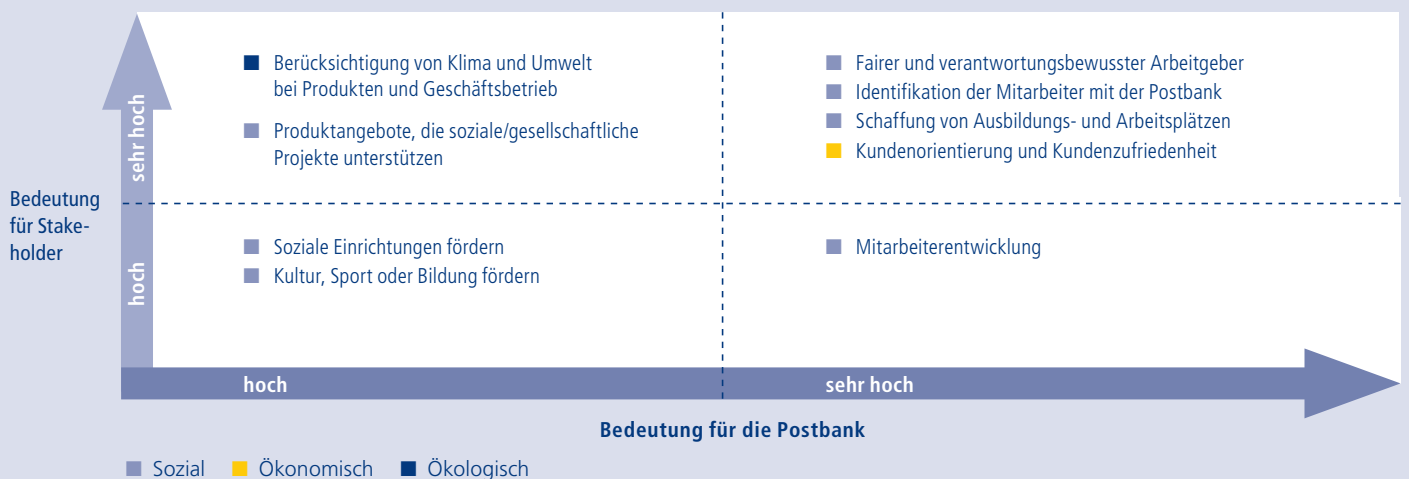 Bedeutung
für Stake-
holder
sehr hoch
hoch
Berücksichtigung von Klima und Umwelt
bei Produkten und Geschäftsbetrieb
Produktangebote, die soziale/gesellschaftliche
Projekte unterstützen
Fairer und verantwortungsbewusster Arbeitgeber
Identifikation der Mitarbeiter mit der Postbank
Schaffung von Ausbildungs- und Arbeitsplätzen
Kundenorientierung und Kundenzufriedenheit
Soziale Einrichtungen fördern
Kultur, Sport oder Bildung fördern
Mitarbeiterentwicklung
hoch
sehr hoch
Bedeutung für die Postbank
Sozial
Ökonomisch
Ökologisch